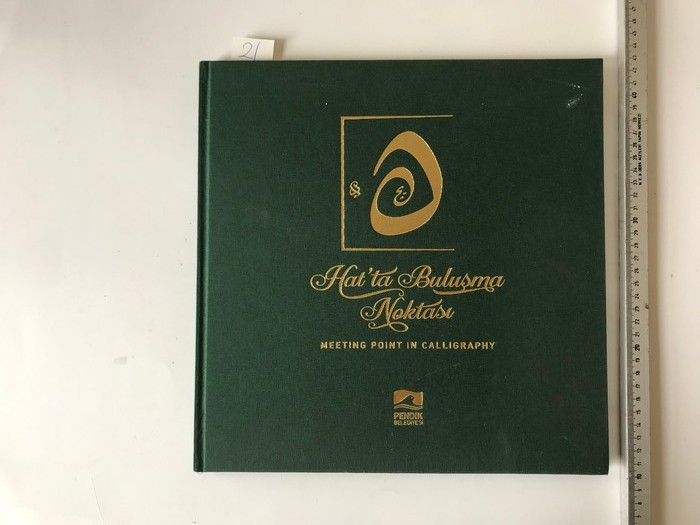 21
Hat'ta Buluşma
Noktası
MEETING POINT IN CALLIGRAPHY
PENDİK
BELEDİYESİ